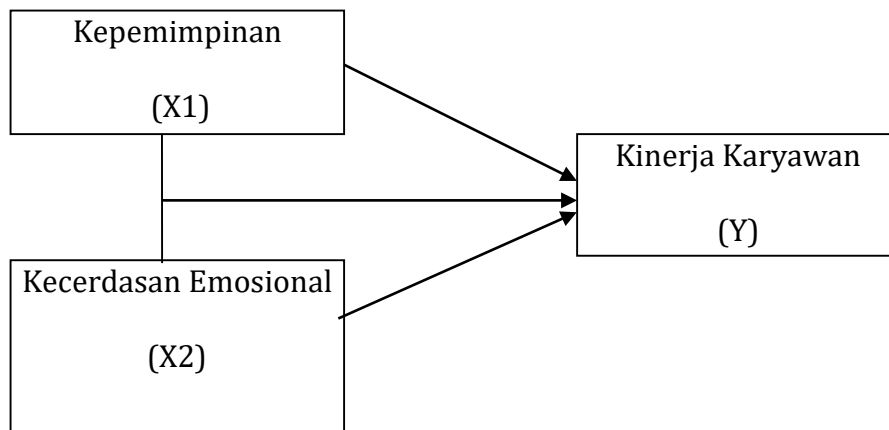 Kepemimpinan
(X1)
Kinerja Karyawan
(Y)
Kecerdasan Emosional
(X2)